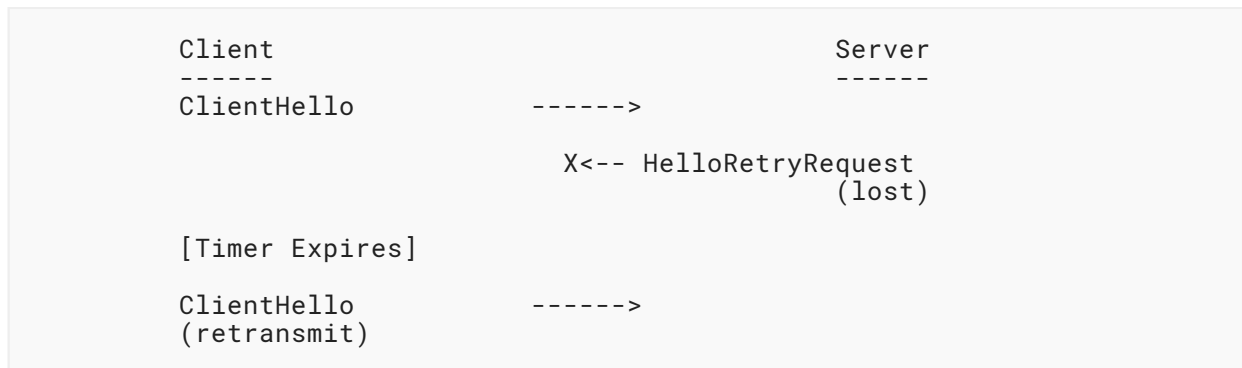 Client                                   Server
------                                   ------
ClientHello           ------>
X<-- HelloRetryRequest
(lost)
[Timer Expires]
ClientHello           ------>
(retransmit)